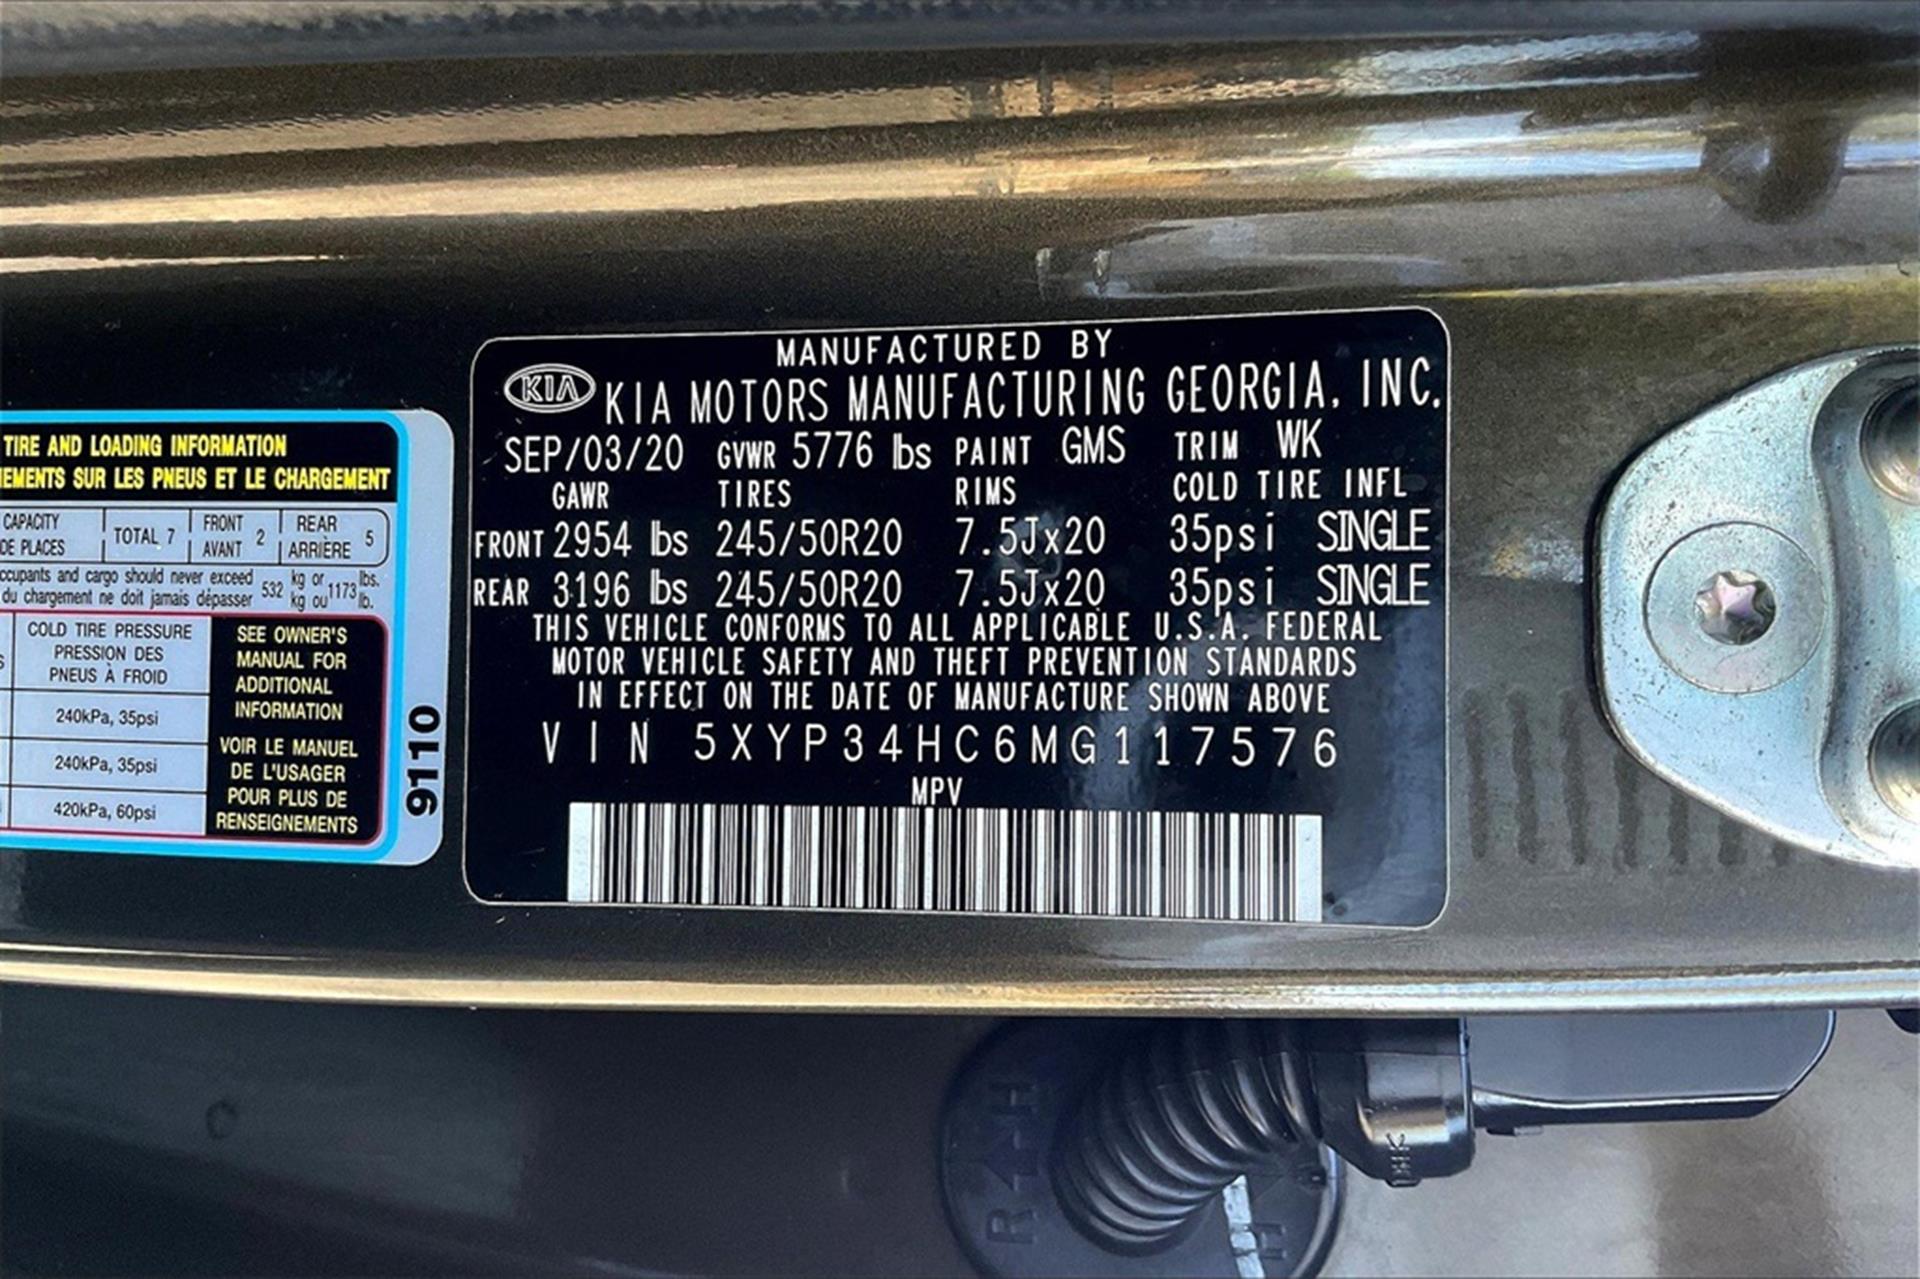 TIRE AND LOADING INFORMATION
SUR LES PNEUS ET LE CHARGEMENT
CAPACITY TOTAL 7 FRONT 2 REAR 5
DE PLACES AVANT ARRIÈRE
and cargo should never exceed 532 kg or 1173 lbs.
du chargement ne doit jamais dépasser kg ou lb.
COLD TIRE PRESSURE
PRESSION DES
PNEUS À FROID
240kPa, 35psi
240kPa, 35psi
420kPa, 60psi
SEE OWNER'S
MANUAL FOR
ADDITIONAL
INFORMATION
VOIR LE MANUEL
DE L'USAGER
POUR PLUS DE
RENSEIGNEMENTS
9110
MANUFACTURED BY
KIA KIA MOTORS MANUFACTURING GEORGIA, INC.
SEP/03/20 GVWR 5776 lbs PAINT GMS TRIM WK
GAWR TIRES RIMS COLD TIRE INFL
FRONT 2954 lbs 245/50R20 7.5Jx20 35psi SINGLE
REAR 3196 lbs 245/50R20 7.5Jx20 35psi SINGLE
THIS VEHICLE CONFORMS TO ALL APPLICABLE U.S.A. FEDERAL
MOTOR VEHICLE SAFETY AND THEFT PREVENTION STANDARDS
IN EFFECT ON THE DATE OF MANUFACTURE SHOWN ABOVE
VIN 5XYP34HC6MG117576
MPV
R H
H